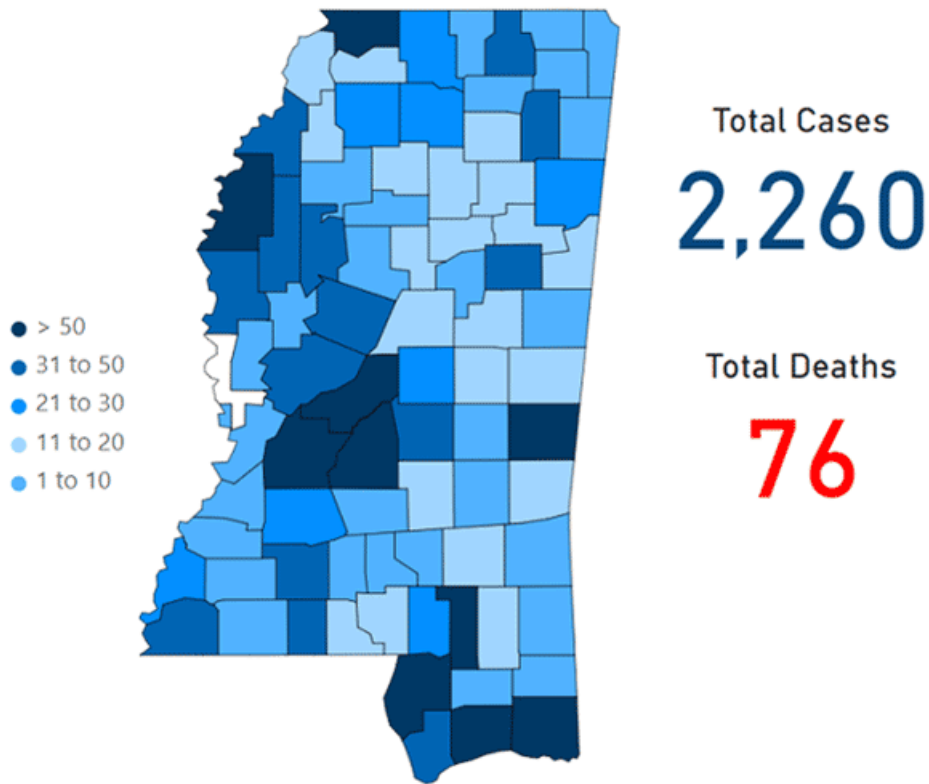 Total Cases
2,260
> 50
31 to 50
21 to 30
11 to 20
1 to 10
Total Deaths
76